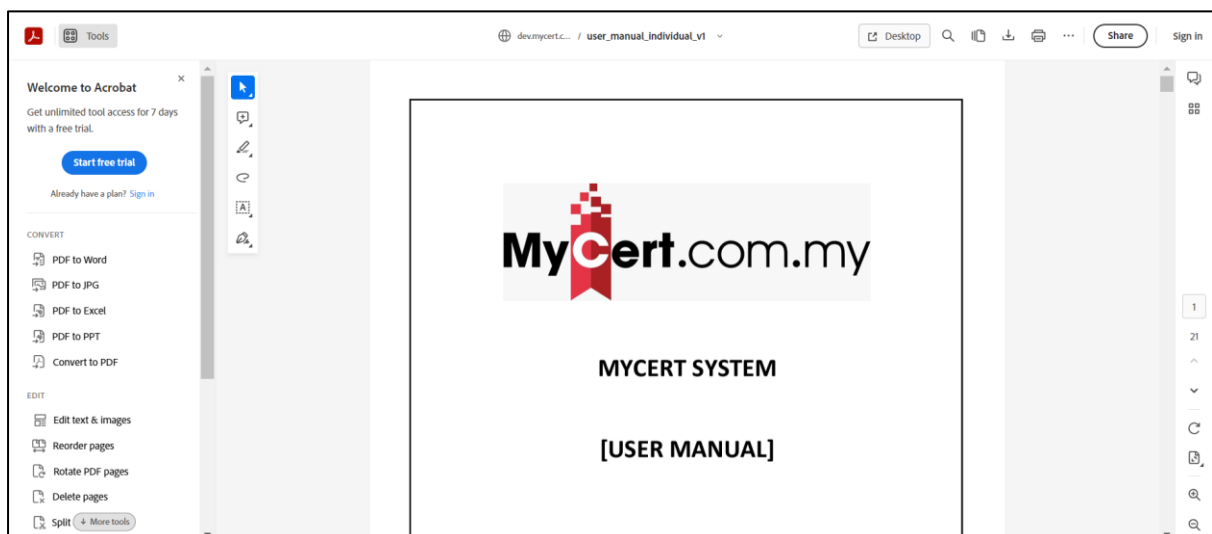 Tools
dev.mycert.c... / user_manual_individual_v1
Desktop
Share
Sign in
Welcome to Acrobat
Get unlimited tool access for 7 days
with a free trial.
Start free trial
Already have a plan? Sign in
CONVERT
PDF to Word
PDF to JPG
PDF to Excel
PDF to PPT
Convert to PDF
EDIT
Edit text & images
Reorder pages
Rotate PDF pages
Delete pages
Split
More tools
MyCert.com.my
MYCERT SYSTEM
[USER MANUAL]
1
21